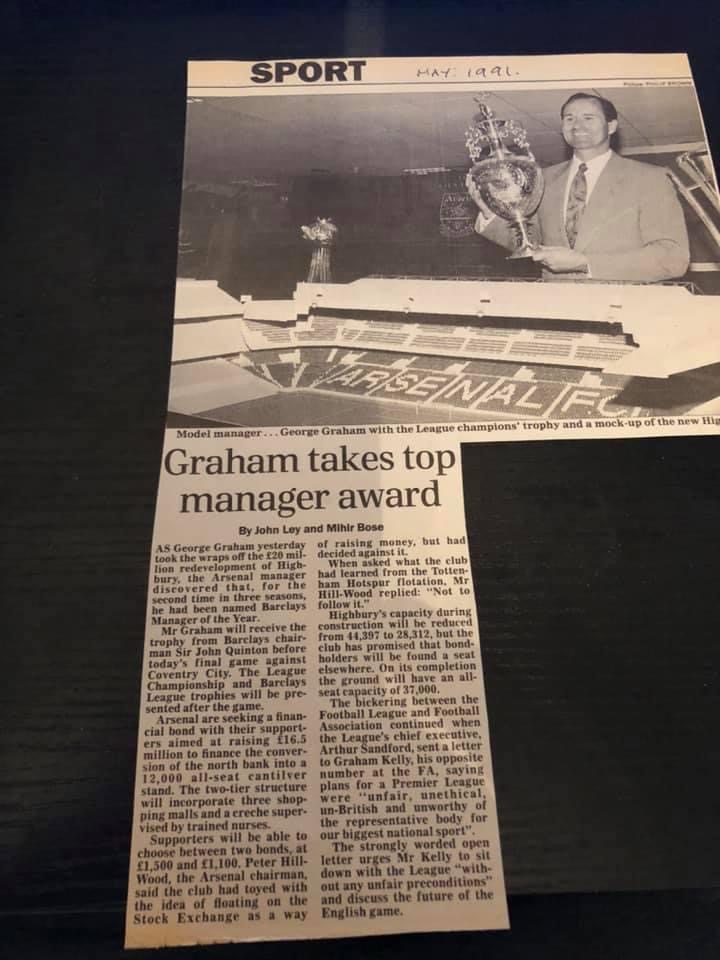 SPORT
MAY: 1991.
Picture: PHILIP BROWN
ARSENAL FC
Model manager . . . George Graham with the League champions' trophy and a mock-up of the new Hig
Graham takes top
manager award
By John Ley and Mihir Bose
AS George Graham yesterday
took the wraps off the £20 mil-
lion redevelopment of High-
bury, the Arsenal manager
discovered that, for the
second time in three seasons,
he had been named Barclays
Manager of the Year.
Mr Graham will receive the
trophy from Barclays chair-
man Sir John Quinton before
today's final game against
Coventry City. The League
Championship and Barclays
League trophies will be pre-
sented after the game.
Arsenal are seeking a finan-
cial bond with their support-
ers aimed at raising £16.5
million to finance the conver-
sion of the north bank into a
12,000 all-seat cantilver
stand. The two-tier structure
will incorporate three shop-
ping malls and a creche super-
vised by trained nurses.
Supporters will be able to
choose between two bonds, at
£1,500 and £1,100. Peter Hill-
Wood, the Arsenal chairman,
said the club had toyed with
the idea of floating on the
Stock Exchange as a way
of raising money, but had
decided against it.
When asked what the club
had learned from the Totten-
ham Hotspur flotation, Mr
Hill-Wood replied: "Not to
follow it."
Highbury's capacity during
construction will be reduced
from 44,397 to 28,312, but the
club has promised that bond-
holders will be found a seat
elsewhere. On its completion
the ground will have an all-
seat capacity of 37,000.
The bickering between the
Football League and Football
Association continued when
the League's chief executive,
Arthur Sandford, sent a letter
to Graham Kelly, his opposite
number at the FA, saying
plans for a Premier League
were "unfair, unethical,
un-British and unworthy of
the representative body for
our biggest national sport".
The strongly worded open
letter urges Mr Kelly to sit
down with the League "with-
out any unfair preconditions"
and discuss the future of the
English game.